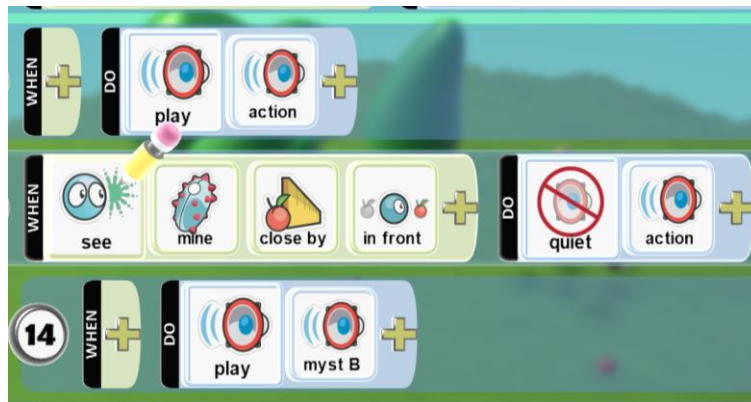 WHEN DO play action
WHEN see mine close by in front DO quiet action
14 WHEN DO play myst B